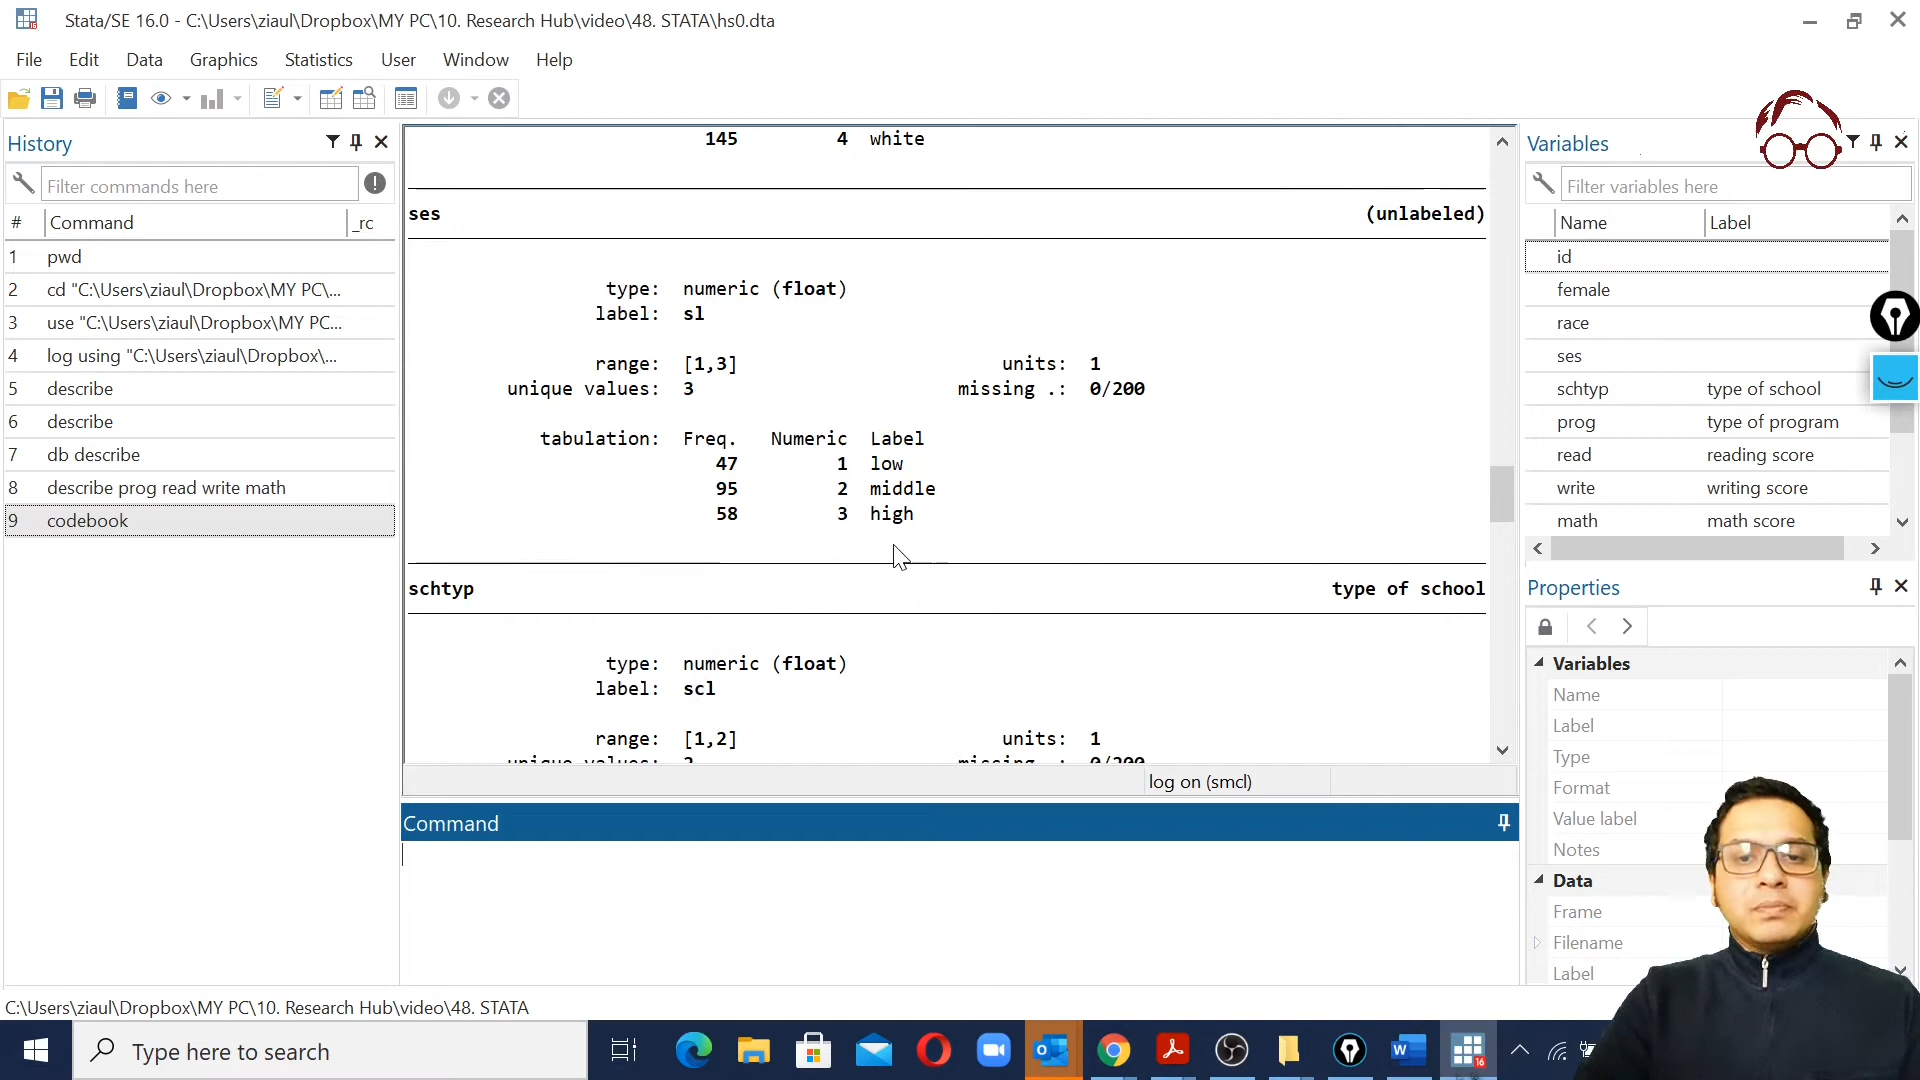 Stata/SE 16.0 - C:\Users\ziaul\Dropbox\MY PC\10. Research Hub\video\48. STATA\hs0.dta
File Edit Data Graphics Statistics User Window Help
History
Filter commands here
# Command _rc
1 pwd
2 cd "C:\Users\ziaul\Dropbox\MY PC\...
3 use "C:\Users\ziaul\Dropbox\MY PC...
4 log using "C:\Users\ziaul\Dropbox\...
5 describe
6 describe
7 db describe
8 describe prog read write math
9 codebook
145 4 white
ses (unlabeled)
type: numeric (float)
label: sl
range: [1,3] units: 1
unique values: 3 missing .: 0/200
tabulation: Freq. Numeric Label
47 1 low
95 2 middle
58 3 high
schtyp type of school
type: numeric (float)
label: scl
range: [1,2] units: 1
unique values: 2 missing .: 0/200
log on (smcl)
Command
Variables
Filter variables here
Name Label
id
female
race
ses
schtyp type of school
prog type of program
read reading score
write writing score
math math score
Properties
Variables
Name
Label
Type
Format
Value label
Notes
Data
Frame
Filename
Label
C:\Users\ziaul\Dropbox\MY PC\10. Research Hub\video\48. STATA
Type here to search
16